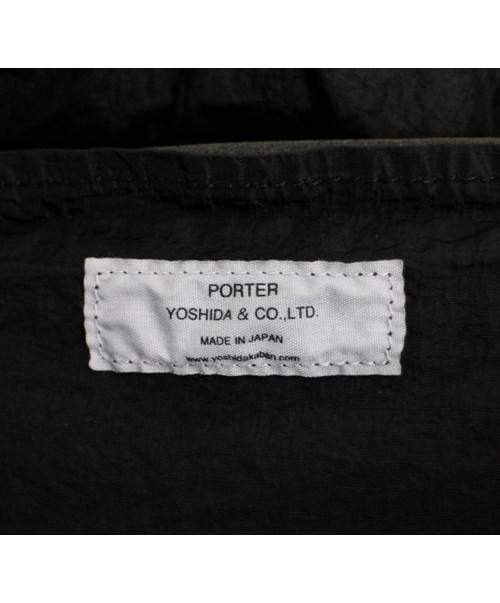 PORTER
YOSHIDA & CO.,LTD.
MADE IN JAPAN
www.yoshidakaban.com